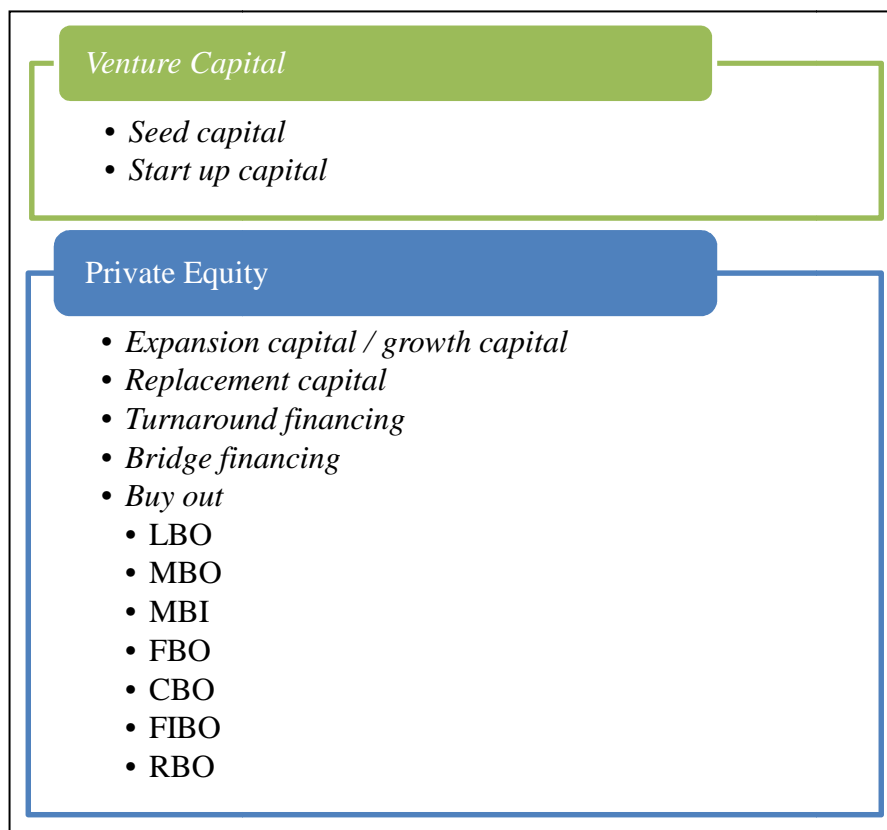 Venture Capital
• Seed capital
• Start up capital
Private Equity
• Expansion capital / growth capital
• Replacement capital
• Turnaround financing
• Bridge financing
• Buy out
• LBO
• MBO
• MBI
• FBO
• CBO
• FIBO
• RBO